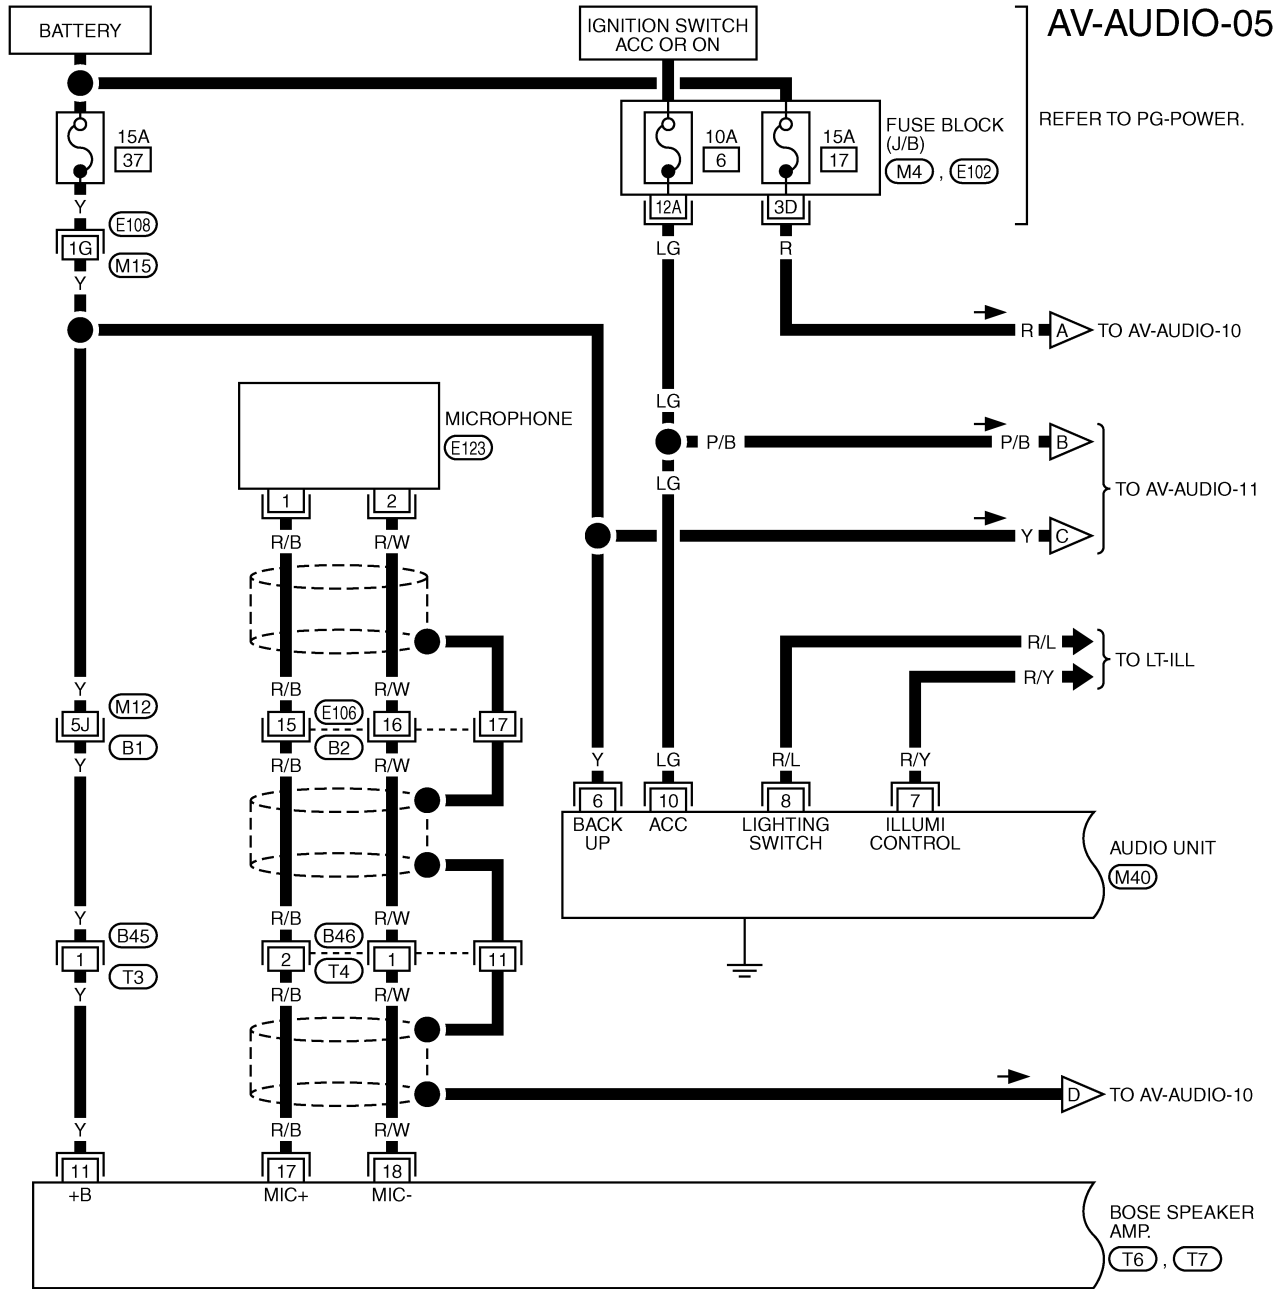 BATTERY
IGNITION SWITCH
ACC OR ON
AV-AUDIO-05
REFER TO PG-POWER.
15A
37
10A
6
15A
17
FUSE BLOCK
(J/B)
M4 , E102
Y
E108
1G
M15
Y
12A
3D
LG
R
R
A
TO AV-AUDIO-10
MICROPHONE
E123
LG
P/B
P/B
B
LG
TO AV-AUDIO-11
Y
C
1
2
R/B
R/W
R/L
TO LT-ILL
R/Y
Y
R/B
R/W
M12
5J
B1
15
E106
B2
16
17
Y
R/B
R/W
Y
LG
R/L
R/Y
6
10
8
7
BACK
UP
ACC
LIGHTING
SWITCH
ILLUMI
CONTROL
AUDIO UNIT
M40
Y
R/B
R/W
B45
1
T3
2
B46
T4
1
11
Y
R/B
R/W
D
TO AV-AUDIO-10
Y
R/B
R/W
11
17
18
+B
MIC+
MIC-
BOSE SPEAKER
AMP.
T6 , T7